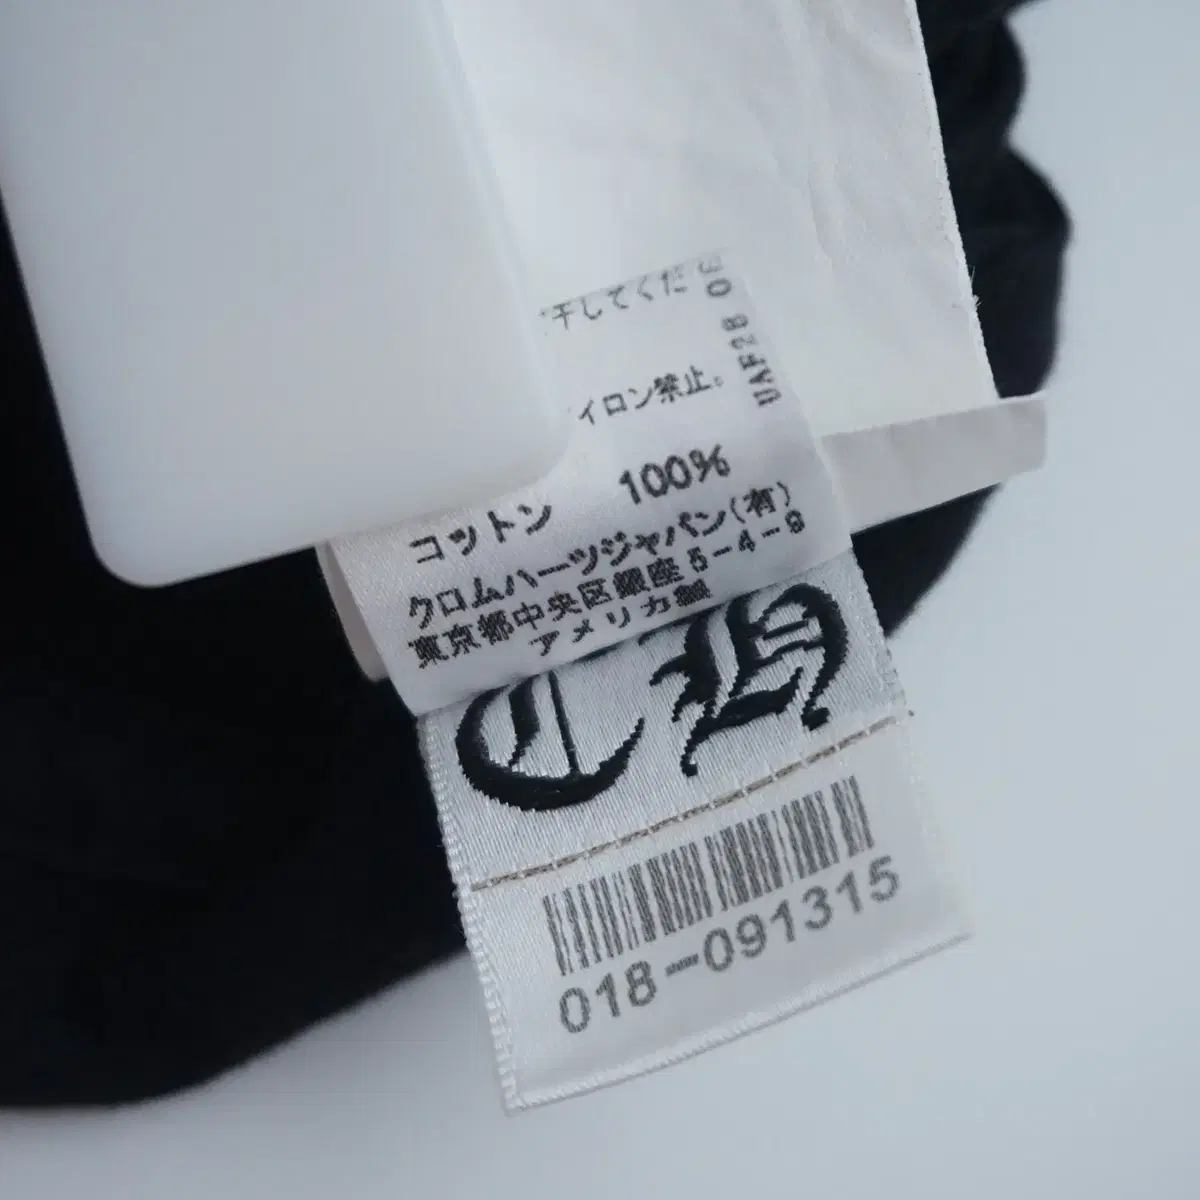 干してくだ
イロン禁止。
コットン 100%
クロムハーツジャパン(有)
東京都中央区銀座5-4-9
アメリカ製
CH
018-091315